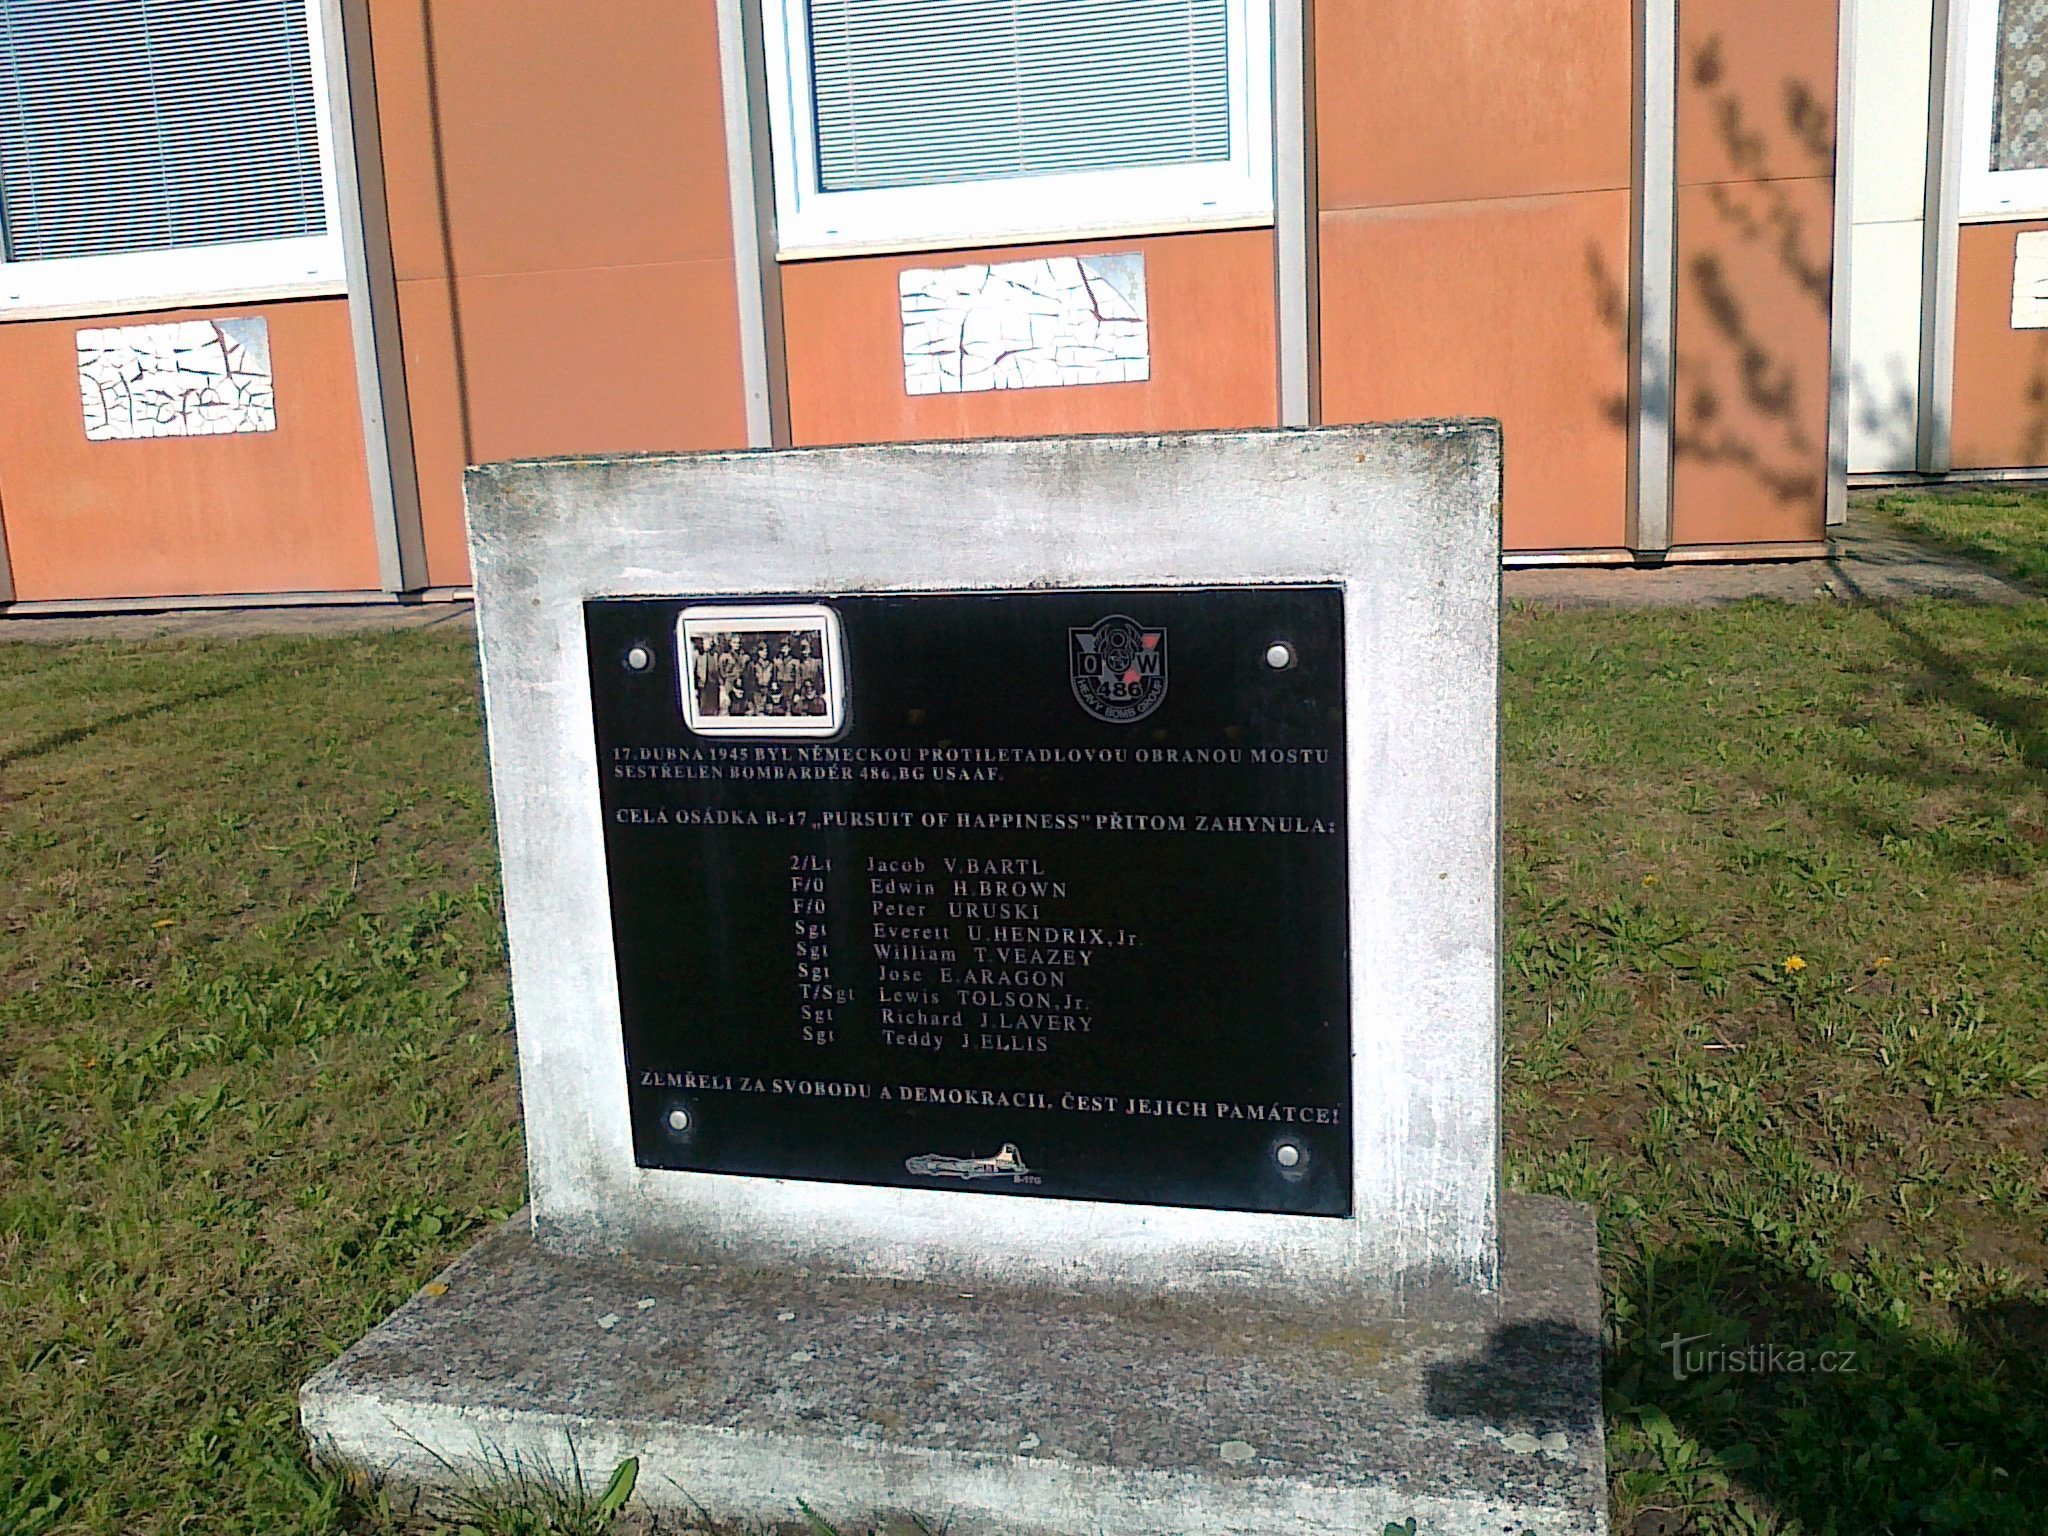 O W
486
HEAVY BOMB GROUP
17. DUBNA 1945 BYL NĚMECKOU PROTILETADLOVOU OBRANOU MOSTU
SESTŘELEN BOMBARDÉR 486.BG USAAF.
CELÁ OSÁDKA B-17 „PURSUIT OF HAPPINESS" PŘITOM ZAHYNULA:
2/Lt Jacob V.BARTL
F/0 Edwin H.BROWN
F/0 Peter URUSKI
Sgt Everett U.HENDRIX,Jr.
Sgt William T.VEAZEY
Sgt Jose E.ARAGON
T/Sgt Lewis TOLSON,Jr.
Sgt Richard J.LAVERY
Sgt Teddy J.ELLIS
ZEMŘELI ZA SVOBODU A DEMOKRACII. ČEST JEJICH PAMÁTCE!
B-17G
Turistika.cz